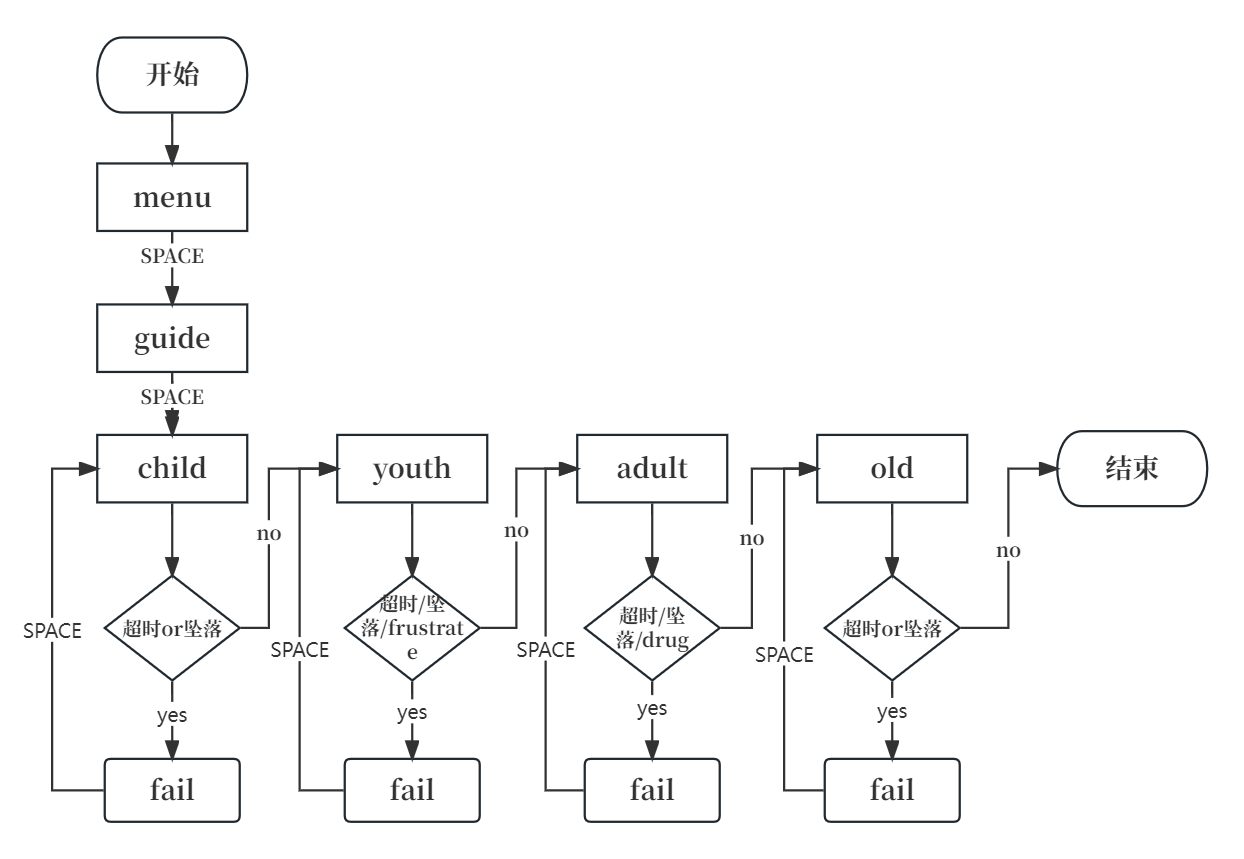 开始
menu
SPACE
guide
SPACE
child
youth
adult
old
结束
no
no
no
no
超时or坠落
超时/坠
落/frustrat
e
超时/坠
落/drug
超时or坠落
SPACE
SPACE
SPACE
SPACE
yes
yes
yes
yes
fail
fail
fail
fail